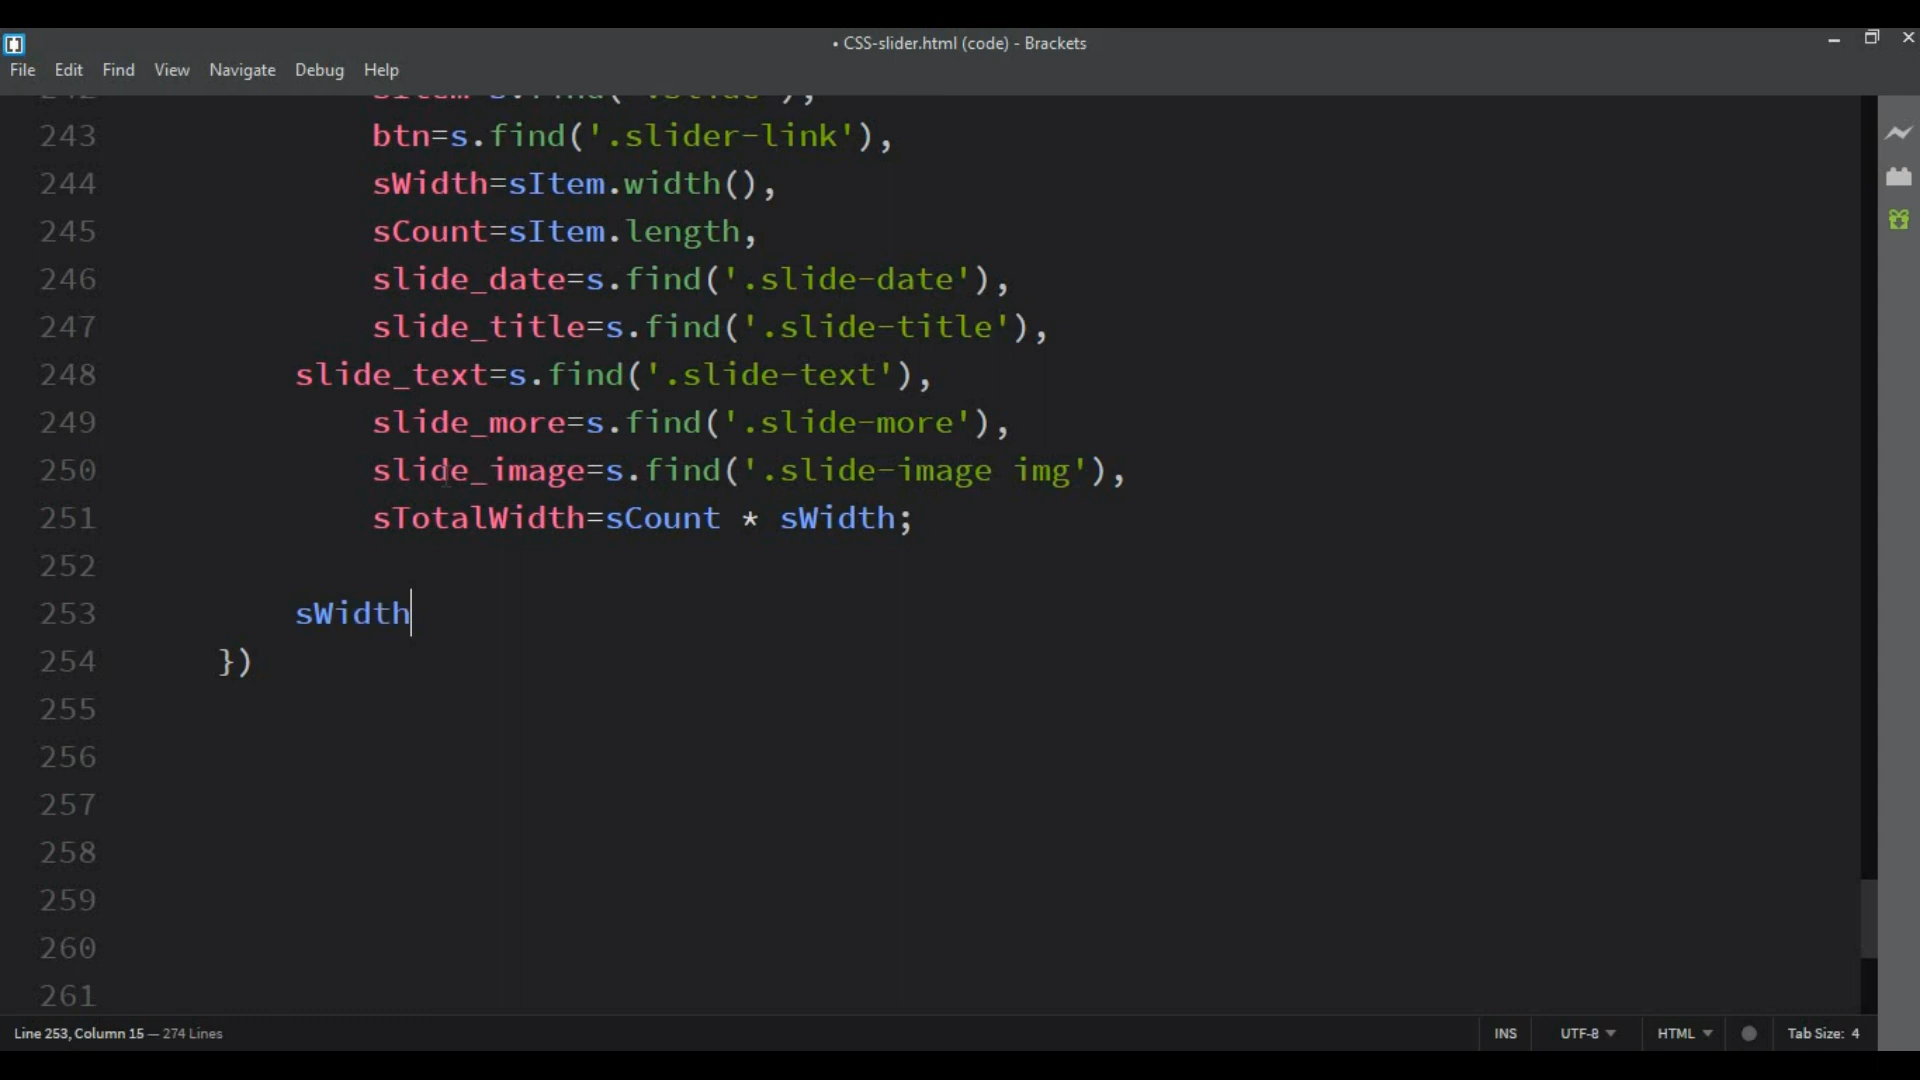 • CSS-slider.html (code) - Brackets
File Edit Find View Navigate Debug Help
243 btn=s.find('.slider-link'),
244 sWidth=sItem.width(),
245 sCount=sItem.length,
246 slide_date=s.find('.slide-date'),
247 slide_title=s.find('.slide-title'),
248 slide_text=s.find('.slide-text'),
249 slide_more=s.find('.slide-more'),
250 slide_image=s.find('.slide-image img'),
251 sTotalWidth=sCount * sWidth;
252
253 sWidth
254 })
255
256
257
258
259
260
261
Line 253, Column 15 — 274 Lines INS UTF-8 HTML Tab Size: 4